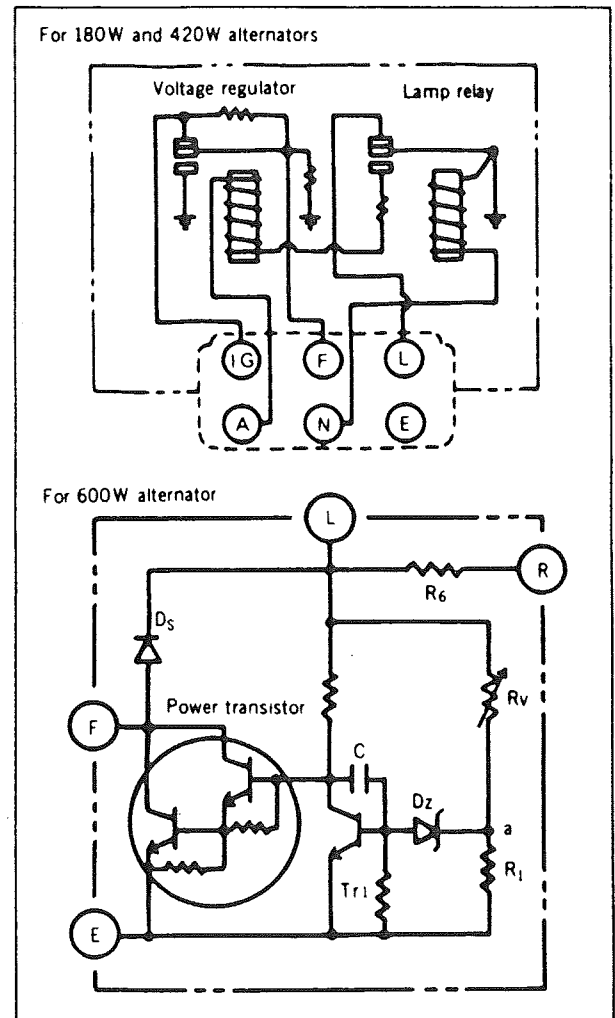 For 180W and 420W alternators
Voltage regulator
Lamp relay
IG
F
L
A
N
E
For 600W alternator
L
R
R6
Ds
Rv
Power transistor
F
C
Dz
a
R1
Tr1
E